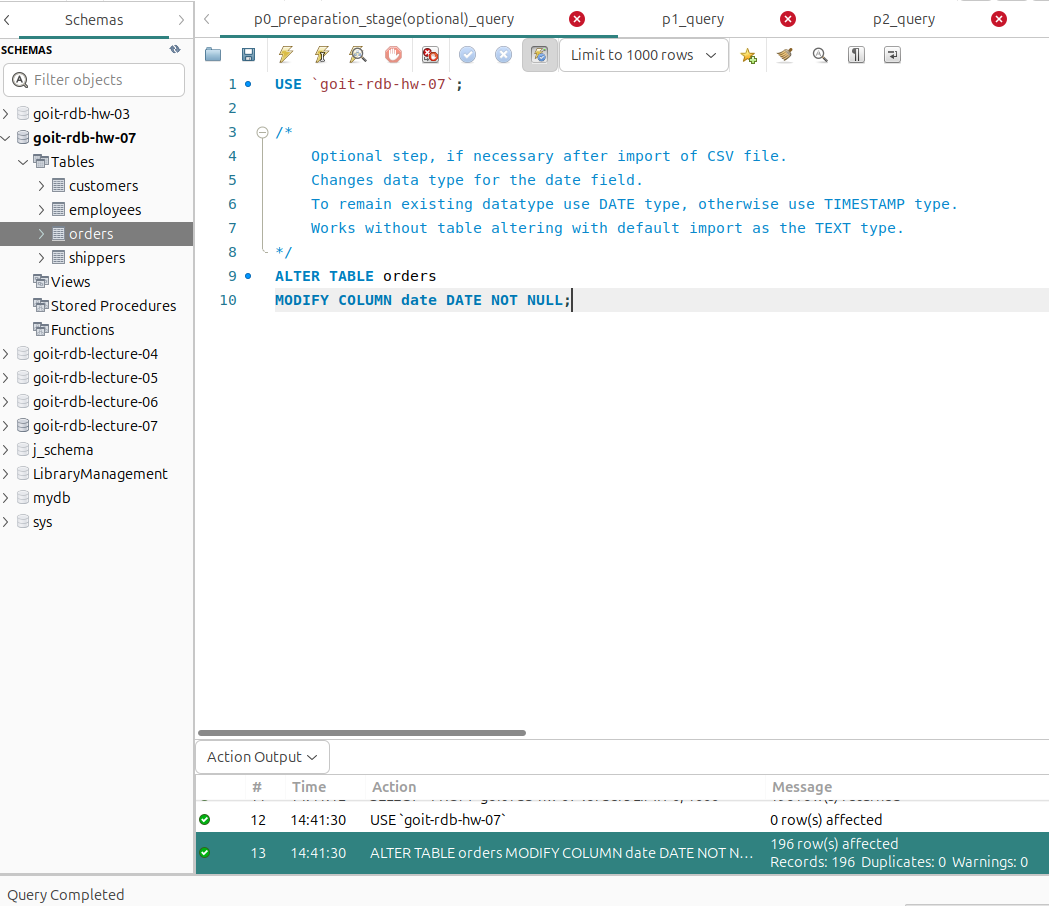 Schemas
SCHEMAS
Filter objects
goit-rdb-hw-03
goit-rdb-hw-07
Tables
customers
employees
orders
shippers
Views
Stored Procedures
Functions
goit-rdb-lecture-04
goit-rdb-lecture-05
goit-rdb-lecture-06
goit-rdb-lecture-07
j_schema
LibraryManagement
mydb
sys
p0_preparation_stage(optional)_query
p1_query
p2_query
Limit to 1000 rows
1 USE `goit-rdb-hw-07`;
2
3 /*
4 Optional step, if necessary after import of CSV file.
5 Changes data type for the date field.
6 To remain existing datatype use DATE type, otherwise use TIMESTAMP type.
7 Works without table altering with default import as the TEXT type.
8 */
9 ALTER TABLE orders
10 MODIFY COLUMN date DATE NOT NULL;
Action Output
# Time Action Message
12 14:41:30 USE `goit-rdb-hw-07` 0 row(s) affected
13 14:41:30 ALTER TABLE orders MODIFY COLUMN date DATE NOT N... 196 row(s) affected
Records: 196 Duplicates: 0 Warnings: 0
Query Completed